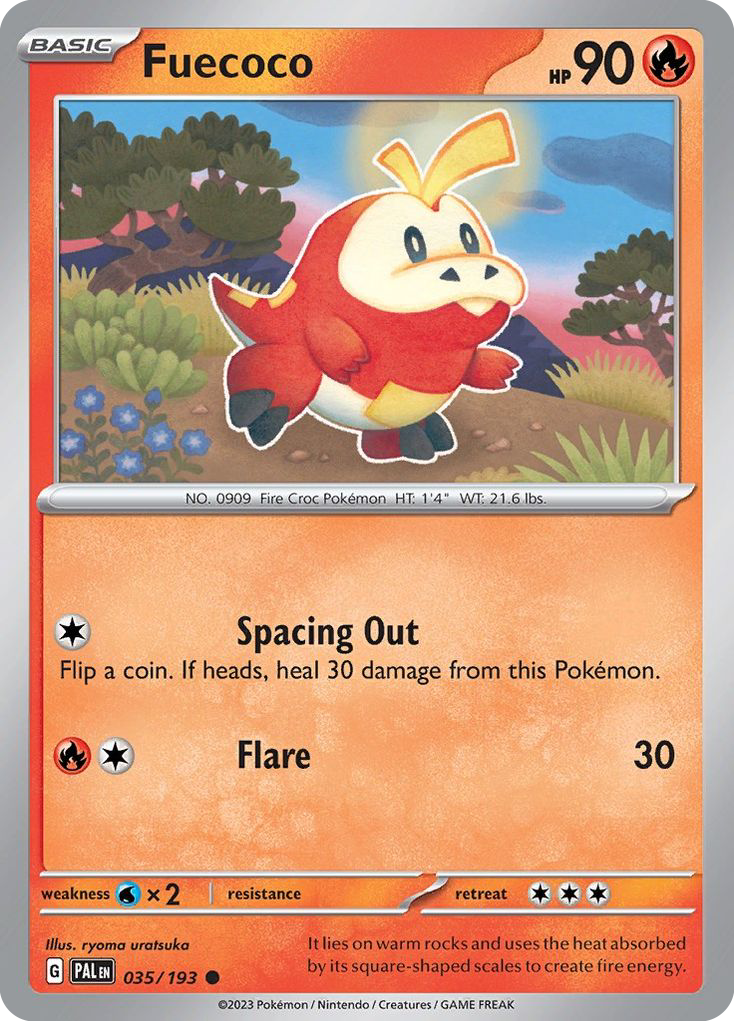 BASIC Fuecoco HP 90
NO. 0909 Fire Croc Pokémon HT: 1'4" WT: 21.6 lbs.
Spacing Out
Flip a coin. If heads, heal 30 damage from this Pokémon.
Flare 30
weakness ×2 resistance retreat
Illus. ryoma uratsuka
It lies on warm rocks and uses the heat absorbed
by its square-shaped scales to create fire energy.
G PAL EN 035/193
©2023 Pokémon / Nintendo / Creatures / GAME FREAK